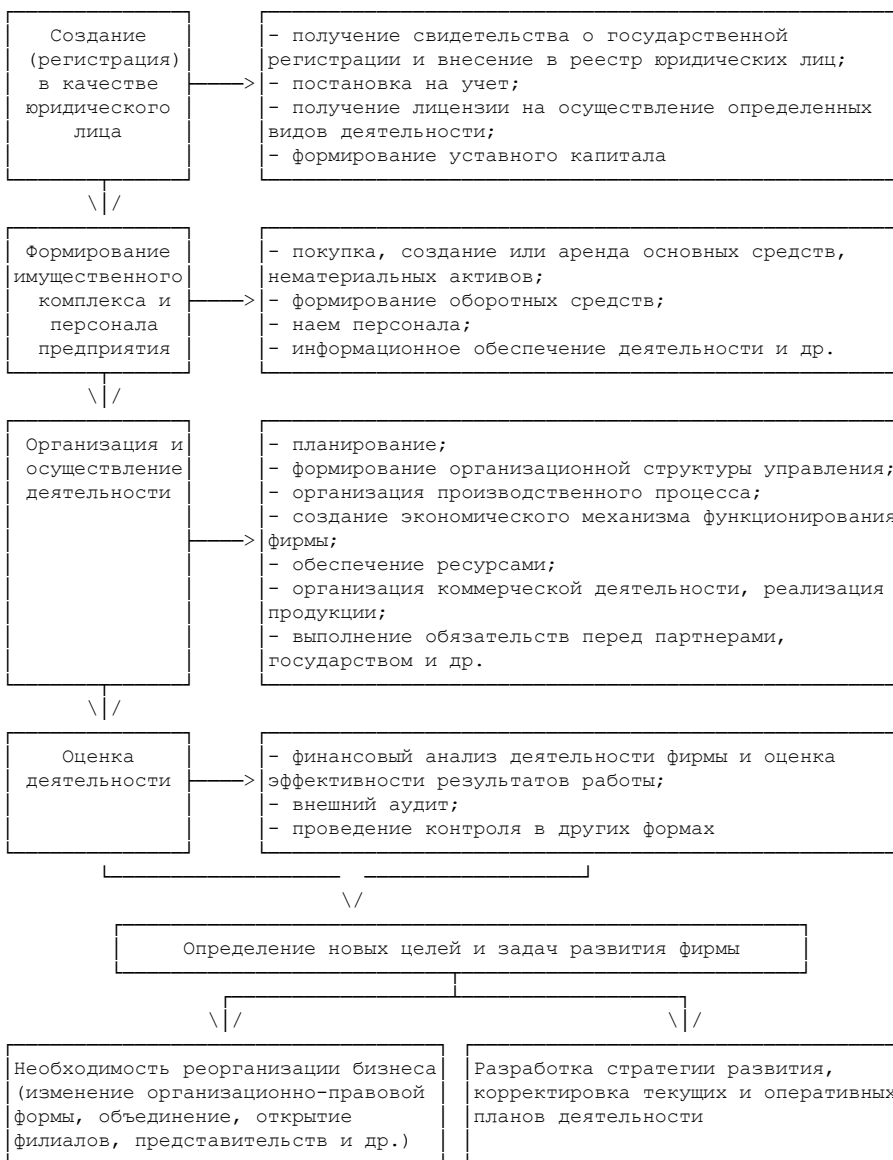 Создание
(регистрация)
в качестве
юридического
лица
- получение свидетельства о государственной
регистрации и внесение в реестр юридических лиц;
- постановка на учет;
- получение лицензии на осуществление определенных
видов деятельности;
- формирование уставного капитала
Формирование
имущественного
комплекса и
персонала
предприятия
- покупка, создание или аренда основных средств,
нематериальных активов;
- формирование оборотных средств;
- наем персонала;
- информационное обеспечение деятельности и др.
Организация и
осуществление
деятельности
- планирование;
- формирование организационной структуры управления;
- организация производственного процесса;
- создание экономического механизма функционирования
фирмы;
- обеспечение ресурсами;
- организация коммерческой деятельности, реализация
продукции;
- выполнение обязательств перед партнерами,
государством и др.
Оценка
деятельности
- финансовый анализ деятельности фирмы и оценка
эффективности результатов работы;
- внешний аудит;
- проведение контроля в других формах
Определение новых целей и задач развития фирмы
Необходимость реорганизации бизнеса
(изменение организационно-правовой
формы, объединение, открытие
филиалов, представительств и др.)
Разработка стратегии развития,
корректировка текущих и оперативных
планов деятельности